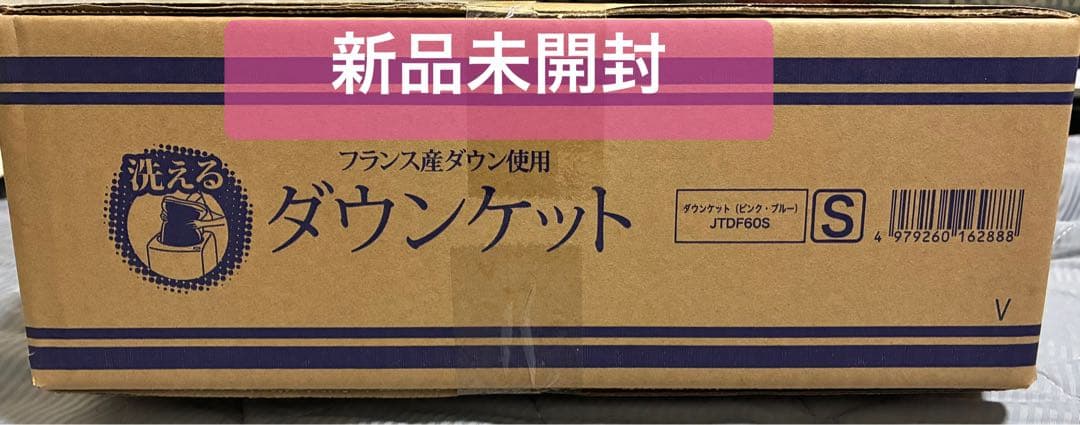 新品未開封
洗える
フランス産ダウン使用
ダウンケット
ダウンケット（ピンク・ブルー）
JTDF60S
S
4 979260 162888
V